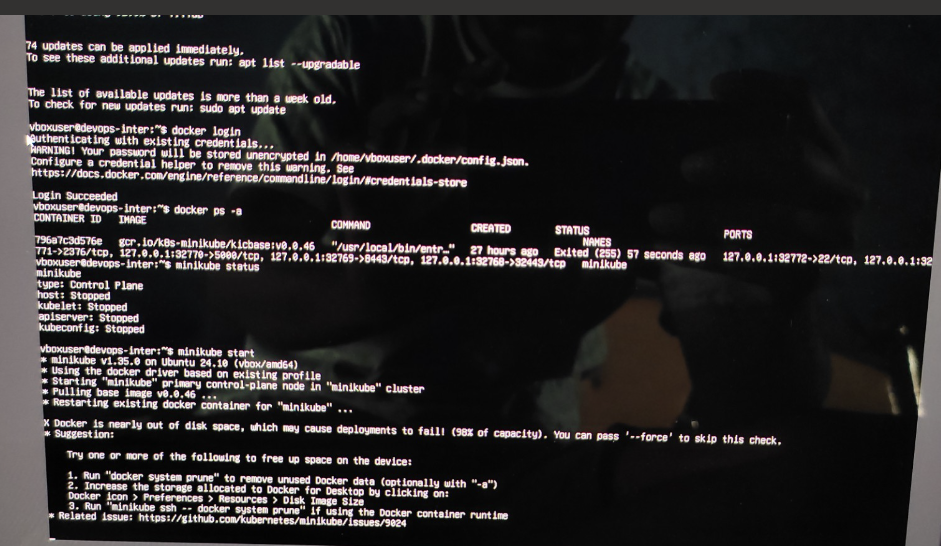 74 updates can be applied immediately.
To see these additional updates run: apt list --upgradable
The list of available updates is more than a week old.
To check for new updates run: sudo apt update
vboxuser@devops-inter:~$ docker login
Authenticating with existing credentials...
WARNING! Your password will be stored unencrypted in /home/vboxuser/.docker/config.json.
Configure a credential helper to remove this warning. See
https://docs.docker.com/engine/reference/commandline/login/#credentials-store
Login Succeeded
vboxuser@devops-inter:~$ docker ps -a
CONTAINER ID IMAGE COMMAND CREATED STATUS PORTS
NAMES
796a7c3d576e gcr.io/k8s-minikube/kicbase:v0.0.46 "/usr/local/bin/entr…" 27 hours ago Exited (255) 57 seconds ago 127.0.0.1:32772->22/tcp, 127.0.0.1:32
771->2376/tcp, 127.0.0.1:32770->5000/tcp, 127.0.0.1:32769->8443/tcp, 127.0.0.1:32768->32443/tcp minikube
vboxuser@devops-inter:~$ minikube status
minikube
type: Control Plane
host: Stopped
kubelet: Stopped
apiserver: Stopped
kubeconfig: Stopped
vboxuser@devops-inter:~$ minikube start
* minikube v1.35.0 on Ubuntu 24.10 (vbox/amd64)
* Using the docker driver based on existing profile
* Starting "minikube" primary control-plane node in "minikube" cluster
* Pulling base image v0.0.46 ...
* Restarting existing docker container for "minikube" ...
X Docker is nearly out of disk space, which may cause deployments to fail! (98% of capacity). You can pass '--force' to skip this check.
* Suggestion:
Try one or more of the following to free up space on the device:
1. Run "docker system prune" to remove unused Docker data (optionally with "-a")
2. Increase the storage allocated to Docker for Desktop by clicking on:
Docker icon > Preferences > Resources > Disk Image Size
3. Run "minikube ssh -- docker system prune" if using the Docker container runtime
* Related issue: https://github.com/kubernetes/minikube/issues/9024